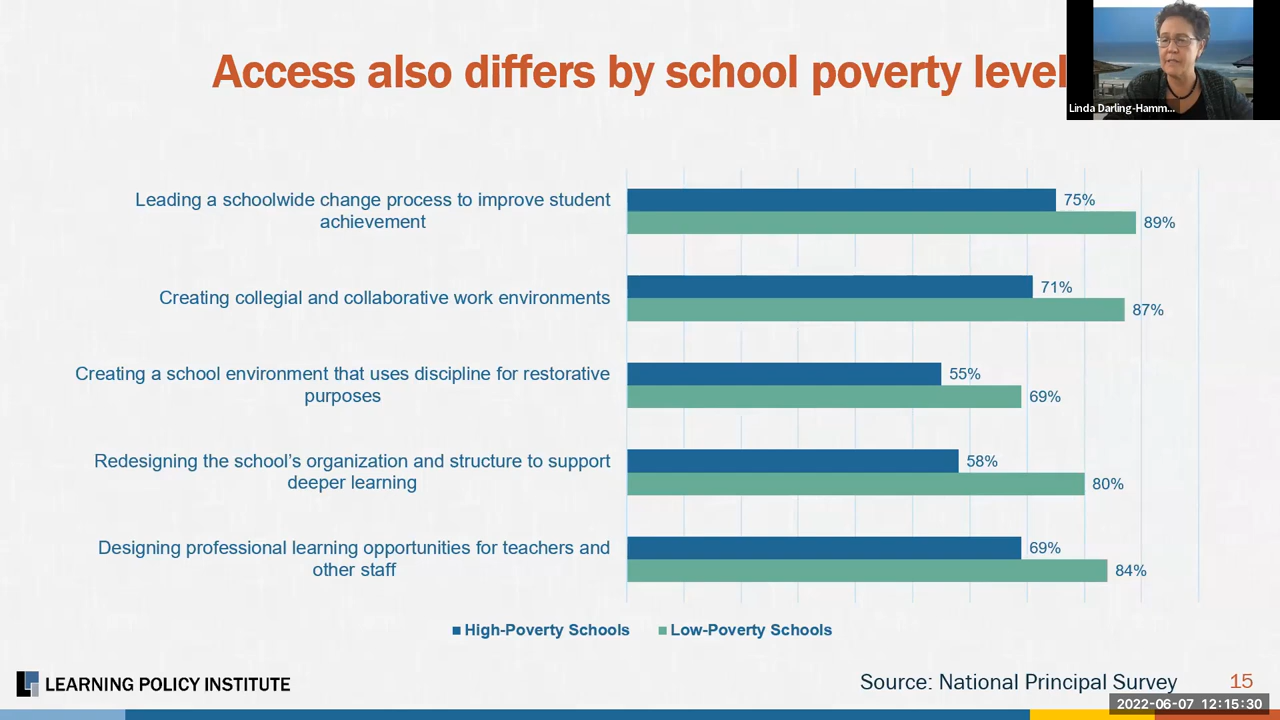 Access also differs by school poverty level
Linda Darling-Hamm...
Leading a schoolwide change process to improve student
achievement
75%
89%
Creating collegial and collaborative work environments
71%
87%
Creating a school environment that uses discipline for restorative
purposes
55%
69%
Redesigning the school’s organization and structure to support
deeper learning
58%
80%
Designing professional learning opportunities for teachers and
other staff
69%
84%
High-Poverty Schools
Low-Poverty Schools
LEARNING POLICY INSTITUTE
Source: National Principal Survey
15
2022-06-07 12:15:30